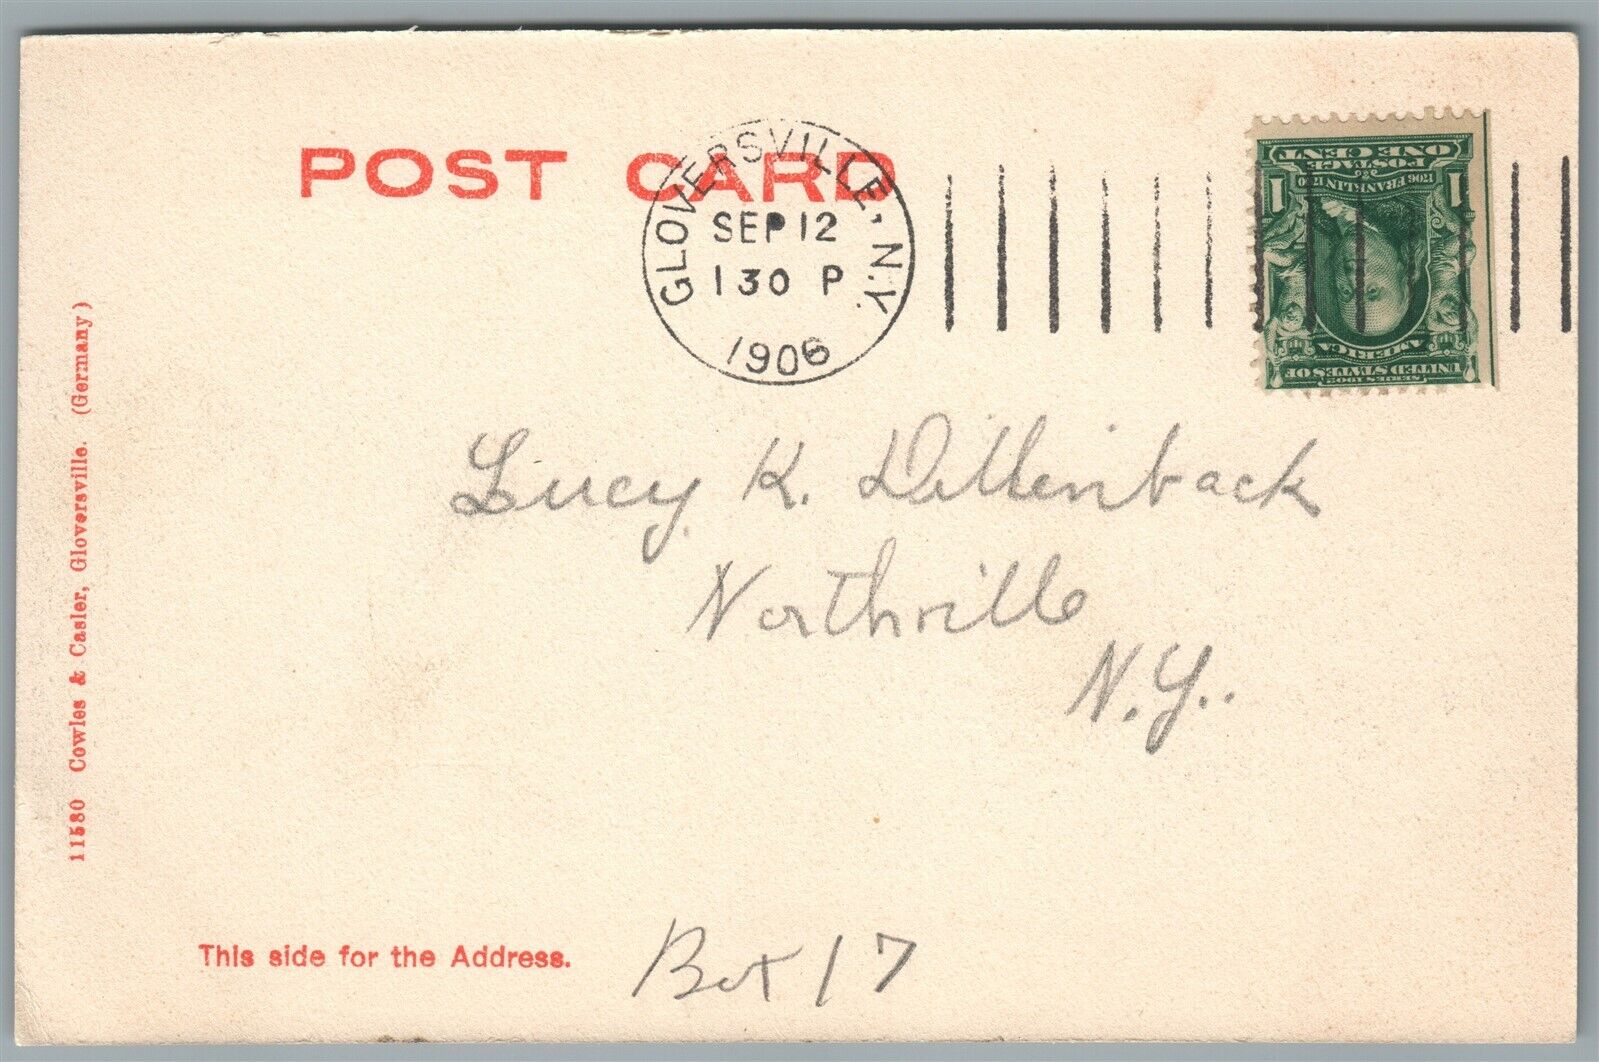 POST CARD
GLOVERSVILLE, N.Y.
SEP 12
1 30 P
1906
ONE CENT
POSTAGE
1706 FRANKLIN 1790
1 1
AMERICA
UNITED STATES OF
SERIES 1902
Lucy K. Dillenback
Northville
N.Y.
11580 Cowles & Casler, Gloversville. (Germany)
This side for the Address.
Box 17